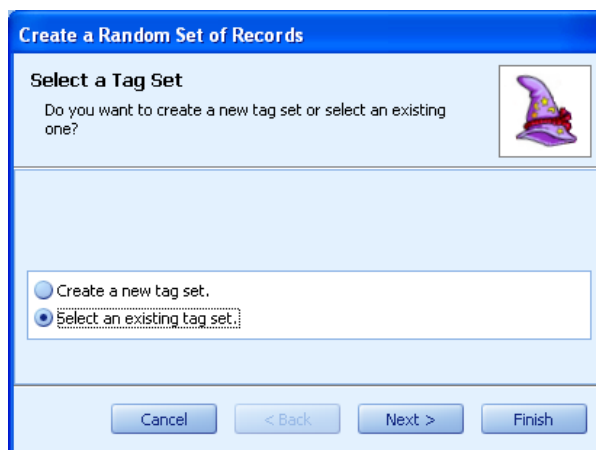 Create a Random Set of Records
Select a Tag Set
Do you want to create a new tag set or select an existing
one?
Create a new tag set.
Select an existing tag set.
Cancel
< Back
Next >
Finish